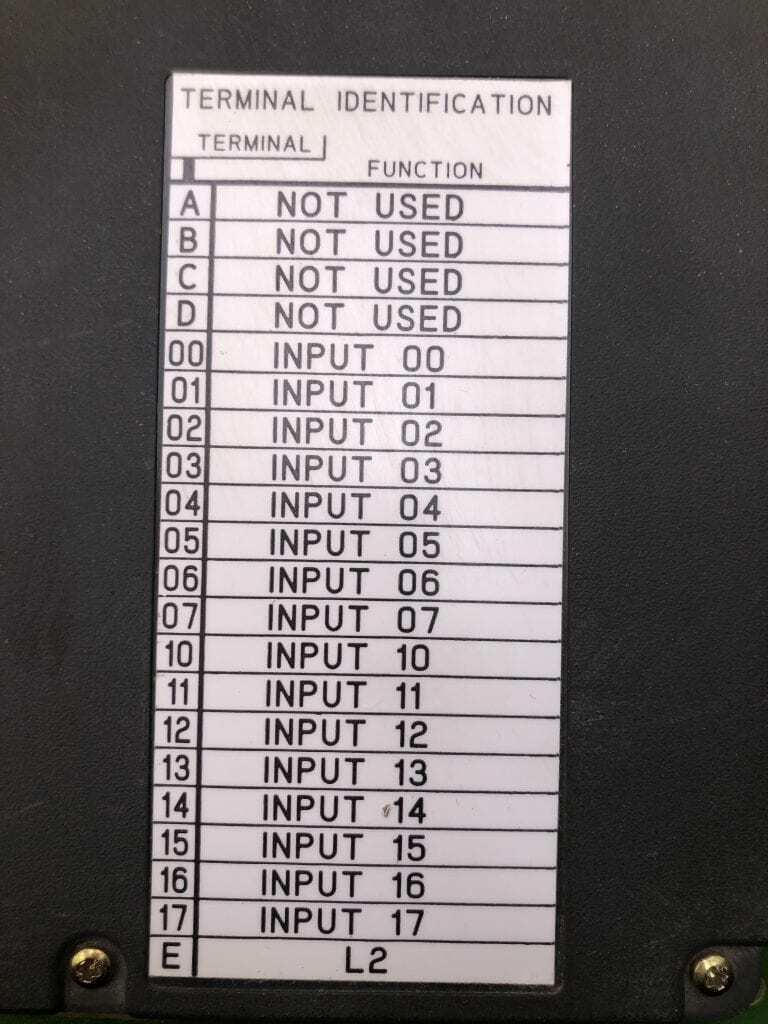 TERMINAL IDENTIFICATION
TERMINAL
FUNCTION
A NOT USED
B NOT USED
C NOT USED
D NOT USED
00 INPUT 00
01 INPUT 01
02 INPUT 02
03 INPUT 03
04 INPUT 04
05 INPUT 05
06 INPUT 06
07 INPUT 07
10 INPUT 10
11 INPUT 11
12 INPUT 12
13 INPUT 13
14 INPUT 14
15 INPUT 15
16 INPUT 16
17 INPUT 17
E L2